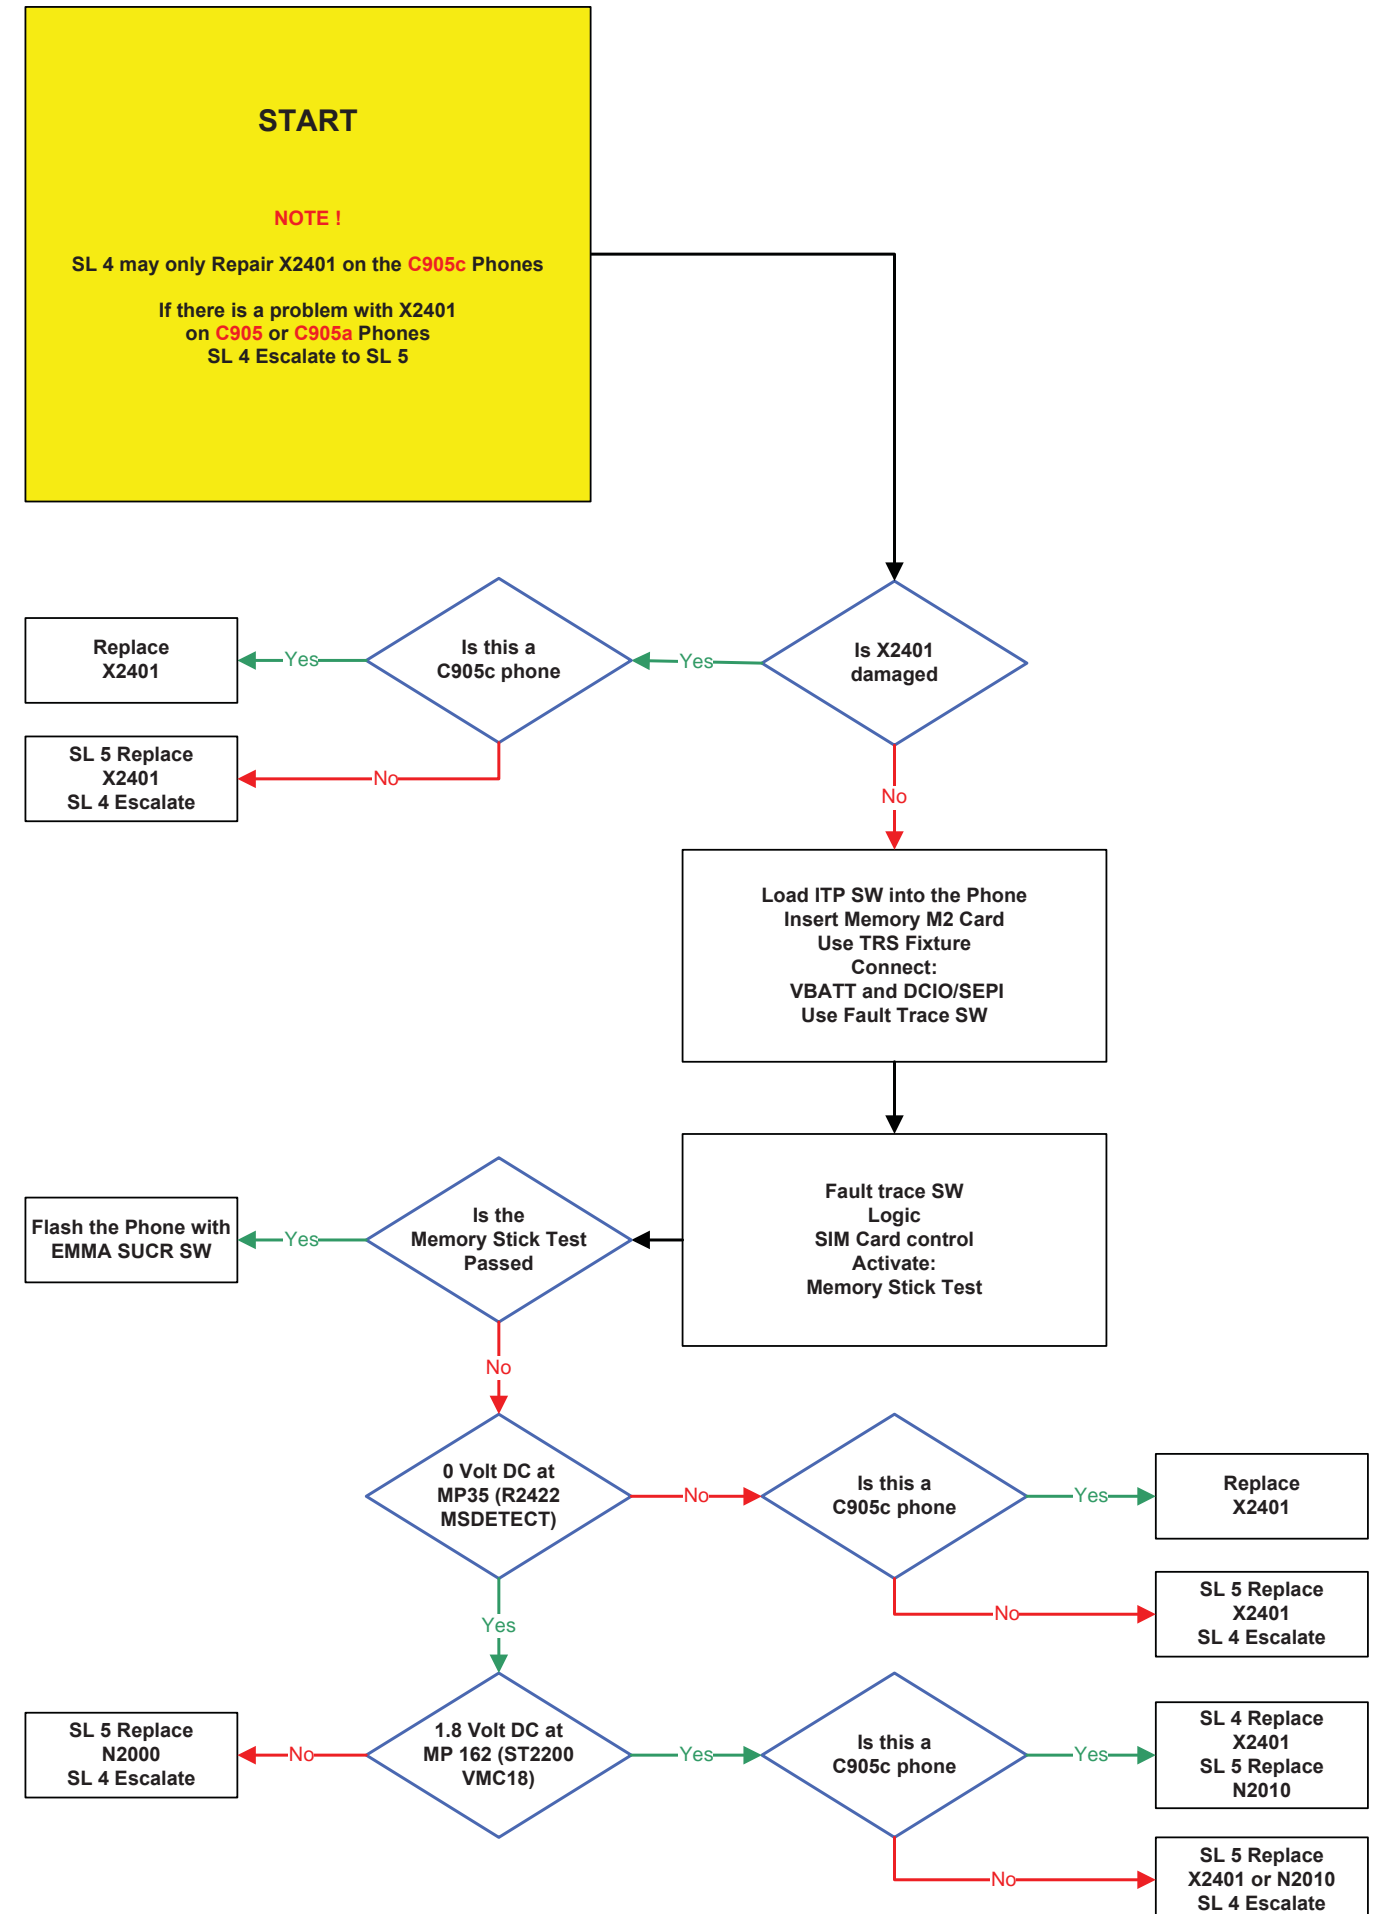 START
NOTE !
SL 4 may only Repair X2401 on the C905c Phones
If there is a problem with X2401
on C905 or C905a Phones
SL 4 Escalate to SL 5
Is X2401
damaged
Yes
Is this a
C905c phone
Yes
Replace
X2401
No
SL 5 Replace
X2401
SL 4 Escalate
No
Load ITP SW into the Phone
Insert Memory M2 Card
Use TRS Fixture
Connect:
VBATT and DCIO/SEPI
Use Fault Trace SW
Fault trace SW
Logic
SIM Card control
Activate:
Memory Stick Test
Is the
Memory Stick Test
Passed
Yes
Flash the Phone with
EMMA SUCR SW
No
0 Volt DC at
MP35 (R2422
MSDETECT)
No
Is this a
C905c phone
Yes
Replace
X2401
No
SL 5 Replace
X2401
SL 4 Escalate
Yes
1.8 Volt DC at
MP 162 (ST2200
VMC18)
No
SL 5 Replace
N2000
SL 4 Escalate
Yes
Is this a
C905c phone
Yes
SL 4 Replace
X2401
SL 5 Replace
N2010
No
SL 5 Replace
X2401 or N2010
SL 4 Escalate